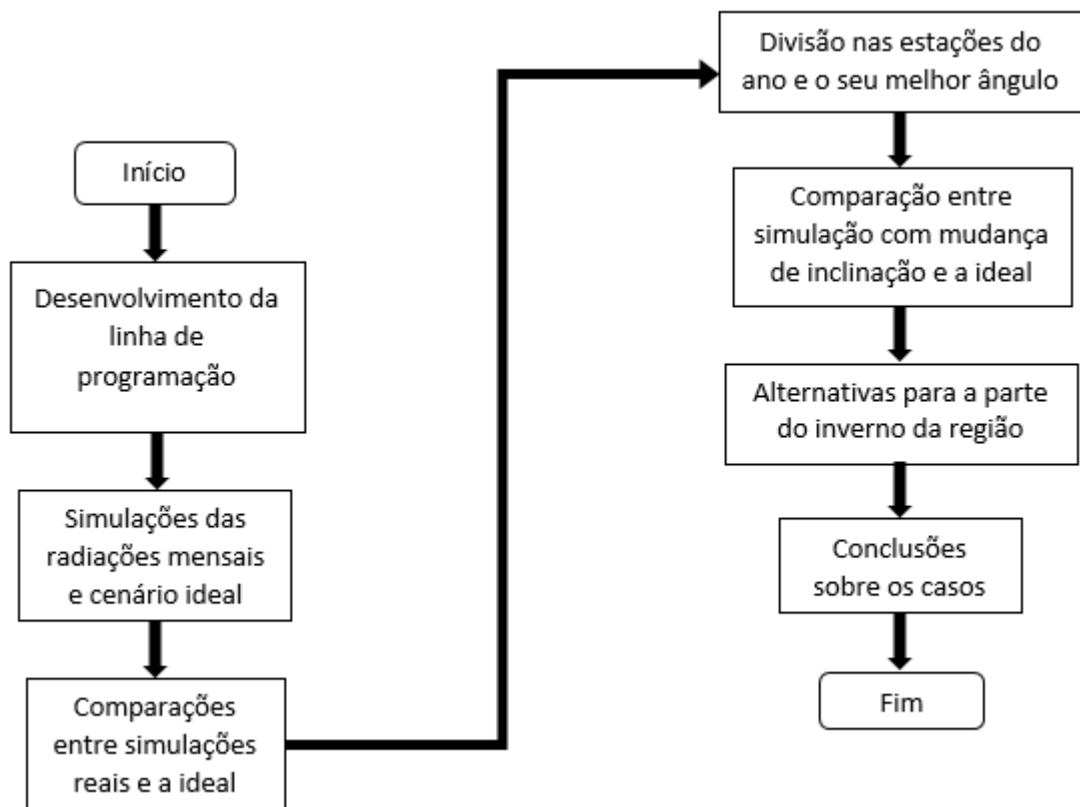 Início
Desenvolvimento da
linha de
programação
Simulações das
radiações mensais
e cenário ideal
Comparações
entre simulações
reais e a ideal
Divisão nas estações do
ano e o seu melhor ângulo
Comparação entre
simulação com mudança
de inclinação e a ideal
Alternativas para a parte
do inverno da região
Conclusões
sobre os casos
Fim